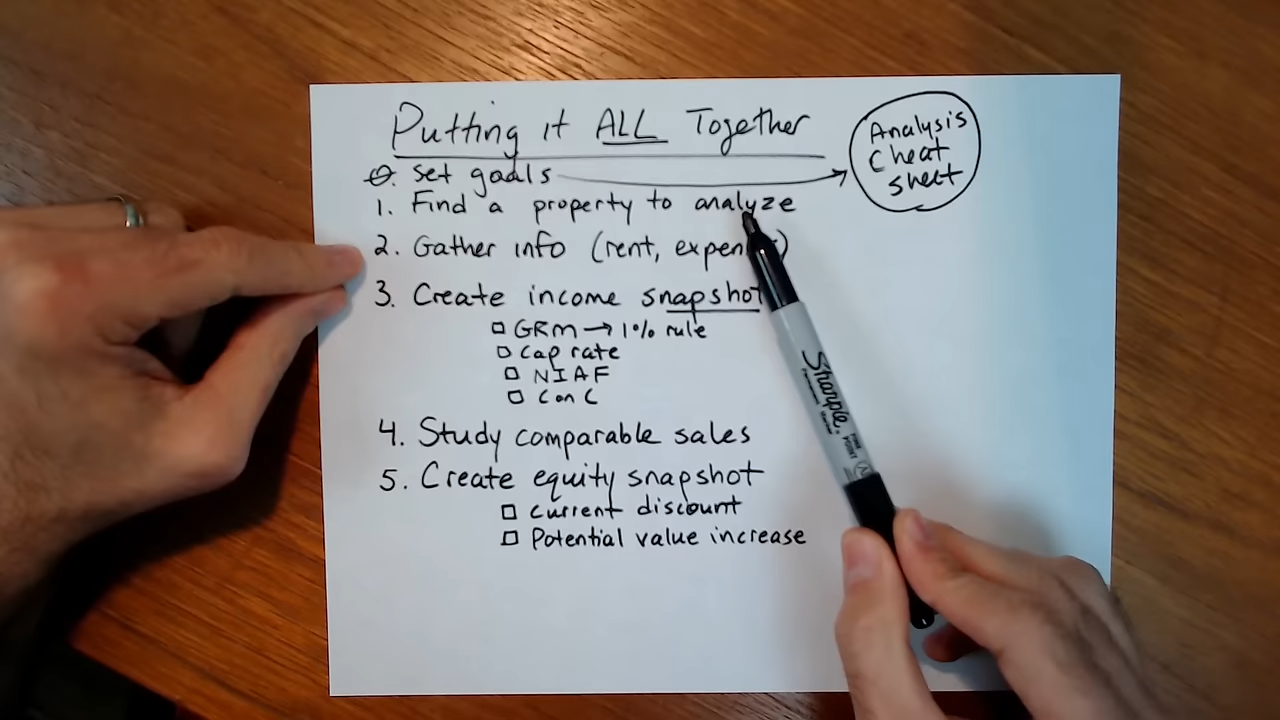 Putting it ALL Together
Analysis
Cheat
Sheet
0. Set goals
1. Find a property to analyze
2. Gather info (rent,
3. Create income snapshot
GRM → 1% rule
Cap rate
NIAF
Con C
4. Study comparable sales
5. Create equity snapshot
Current discount
Potential value increase
Sharpie.